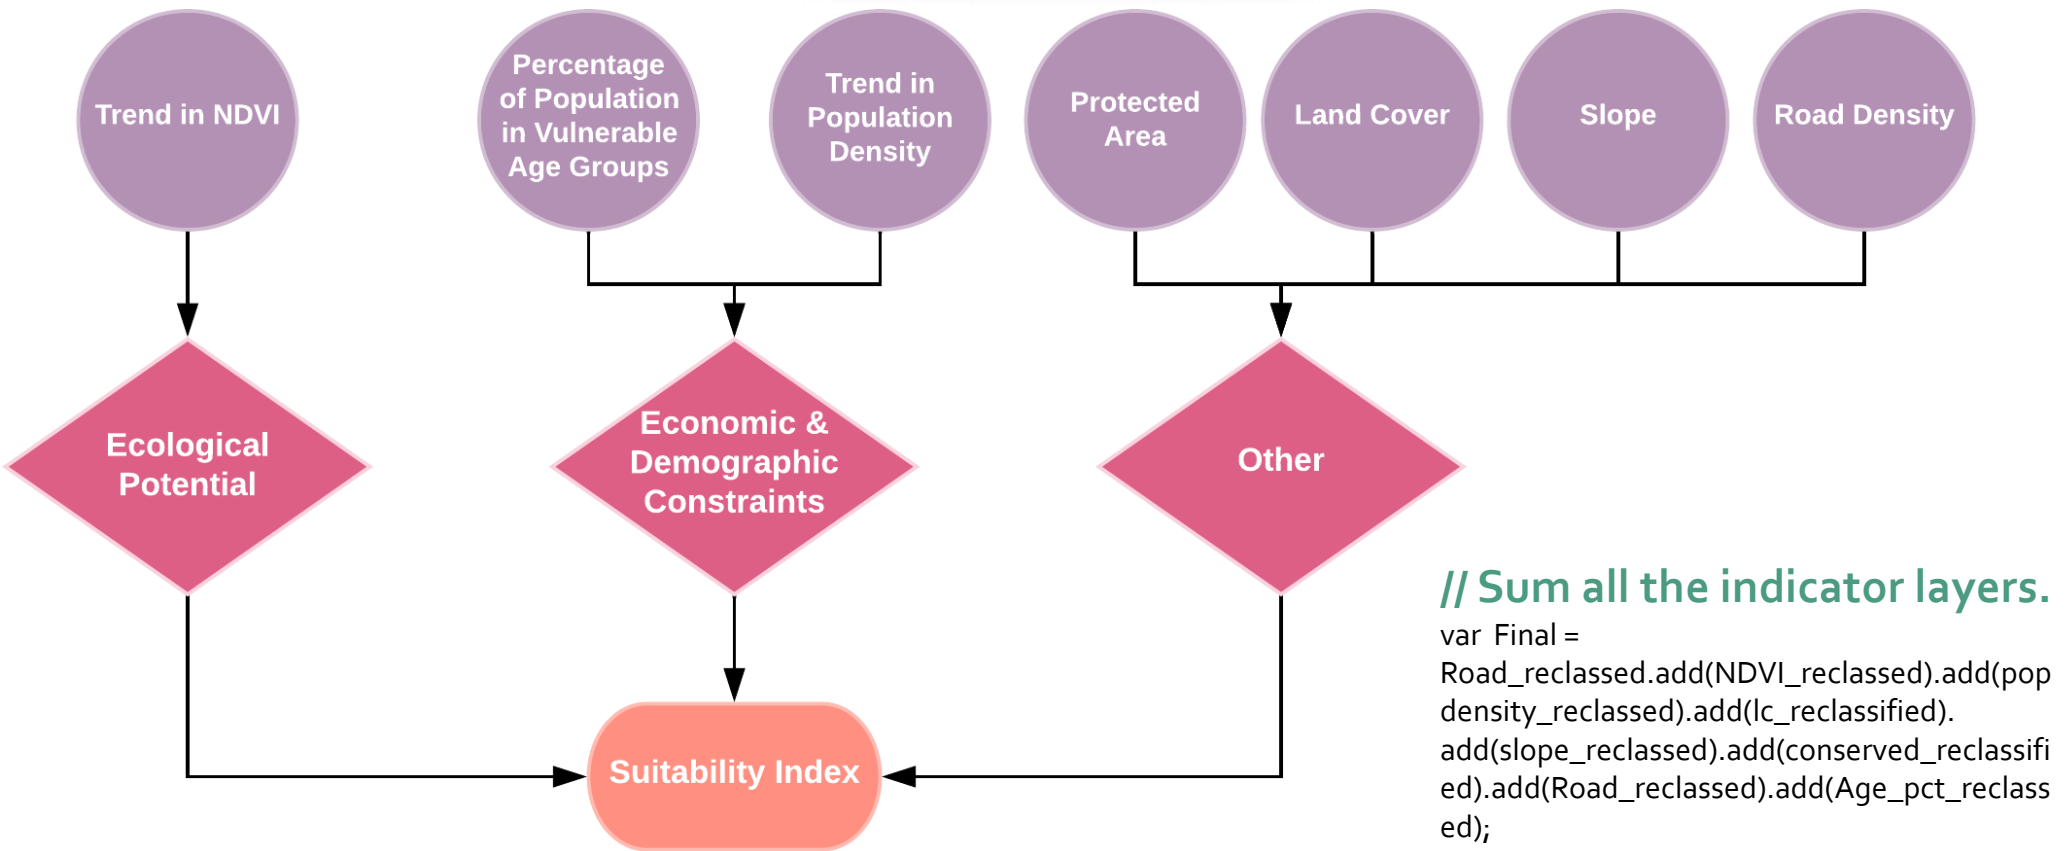 Trend in NDVI
Percentage
of Population
in Vulnerable
Age Groups
Trend in
Population
Density
Protected
Area
Land Cover
Slope
Road Density
Ecological
Potential
Economic &
Demographic
Constraints
Other
Suitability Index
// Sum all the indicator layers.
var Final =
Road_reclassed.add(NDVI_reclassed).add(pop
density_reclassed).add(lc_reclassified).
add(slope_reclassed).add(conserved_reclassifi
ed).add(Road_reclassed).add(Age_pct_reclass
ed);